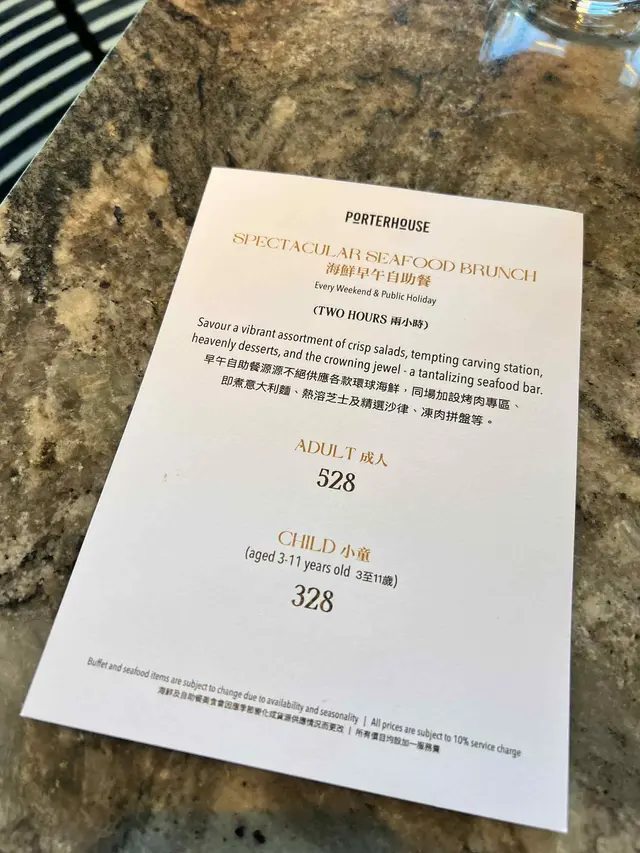 PORTERHOUSE
SPECTACULAR SEAFOOD BRUNCH
海鮮早午自助餐
Every Weekend & Public Holiday
(TWO HOURS 兩小時)
Savour a vibrant assortment of crisp salads, tempting carving station,
heavenly desserts, and the crowning jewel - a tantalizing seafood bar.
早午自助餐源源不絕供應各款環球海鮮，同場加設烤肉專區、
即煮意大利麵、熱溶芝士及精選沙律、凍肉拼盤等。
ADULT 成人
528
CHILD 小童
(aged 3-11 years old 3至11歲)
328
Buffet and seafood items are subject to change due to availability and seasonality | All prices are subject to 10% service charge
海鮮及自助餐美食會因應季節變化或貨源供應情況而更改 | 所有價目均設加一服務費